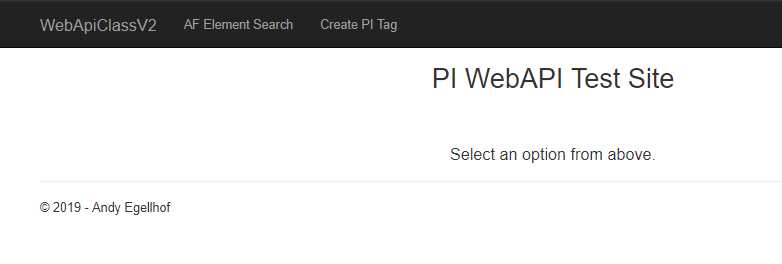 WebApiClassV2 AF Element Search Create PI Tag
PI WebAPI Test Site
Select an option from above.
© 2019 - Andy Egellhof